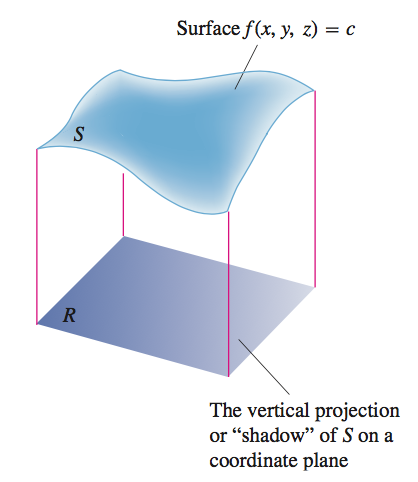 Surface f(x, y, z) = c
S
R
The vertical projection
or “shadow” of S on a
coordinate plane